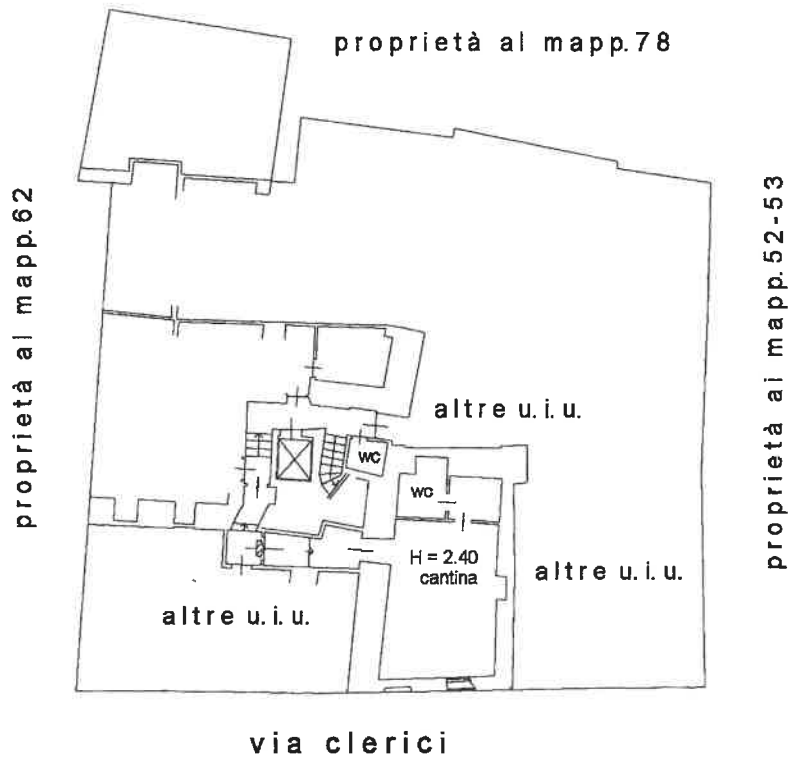 proprietà al mapp.78
proprietà al mapp.62
proprietà ai mapp.52-53
altre u.i.u.
wc
wc
H = 2.40
cantina
altre u.i.u.
altre u.i.u.
via clerici